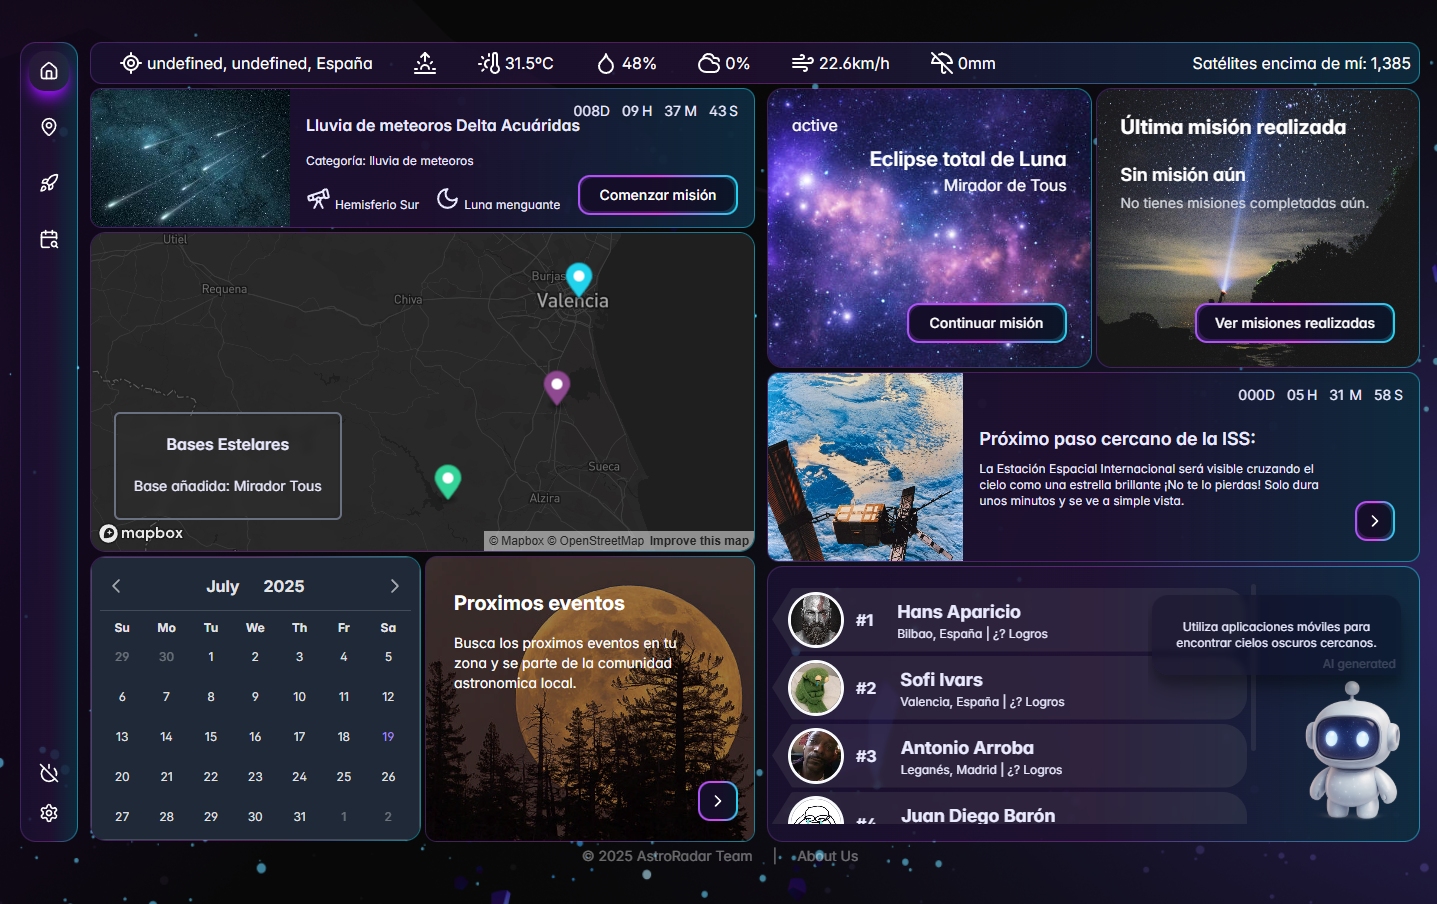 undefined, undefined, España
31.5ºC
48%
0%
22.6km/h
0mm
Satélites encima de mí: 1,385
008D 09 H 37 M 43 S
Lluvia de meteoros Delta Acuáridas
Categoría: lluvia de meteoros
Hemisferio Sur
Luna menguante
Comenzar misión
active
Eclipse total de Luna
Mirador de Tous
Continuar misión
Última misión realizada
Sin misión aún
No tienes misiones completadas aún.
Ver misiones realizadas
Utiel
Requena
Chiva
Burjas
Valencia
Sueca
Alzira
Bases Estelares
Base añadida: Mirador Tous
mapbox
© Mapbox © OpenStreetMap Improve this map
000D 05 H 31 M 58 S
Próximo paso cercano de la ISS:
La Estación Espacial Internacional será visible cruzando el
cielo como una estrella brillante ¡No te lo pierdas! Solo dura
unos minutos y se ve a simple vista.
July 2025
Su Mo Tu We Th Fr Sa
29 30 1 2 3 4 5
6 7 8 9 10 11 12
13 14 15 16 17 18 19
20 21 22 23 24 25 26
27 28 29 30 31 1 2
Proximos eventos
Busca los proximos eventos en tu
zona y se parte de la comunidad
astronomica local.
#1 Hans Aparicio
Bilbao, España | ¿? Logros
#2 Sofi Ivars
Valencia, España | ¿? Logros
#3 Antonio Arroba
Leganés, Madrid | ¿? Logros
#4 Juan Diego Barón
Utiliza aplicaciones móviles para
encontrar cielos oscuros cercanos.
AI generated
© 2025 AstroRadar Team | About Us